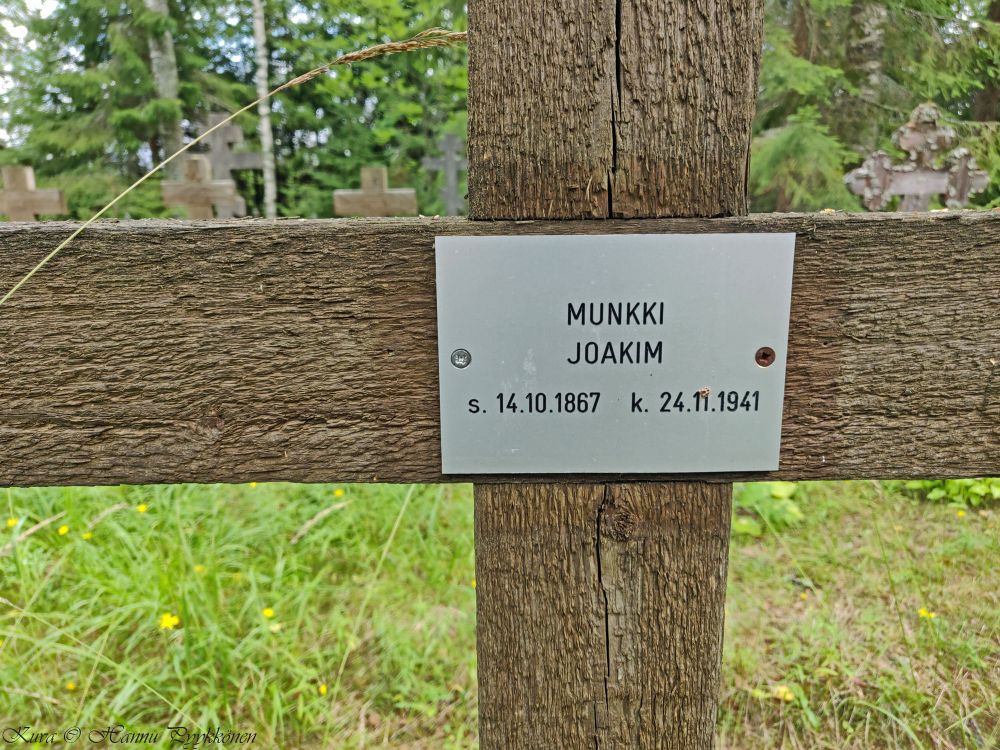 MUNKKI
JOAKIM
s. 14.10.1867 k. 24.11.1941
Kuva © Hannu Pyykkönen